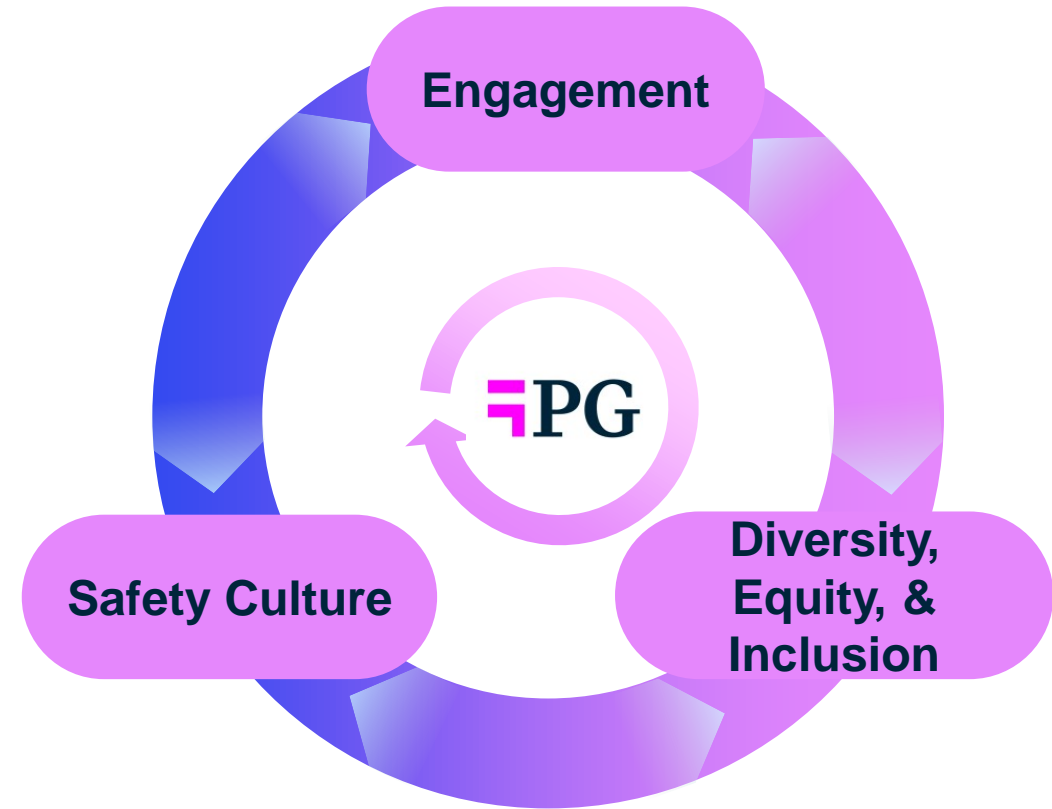 Engagement
PG
Safety Culture
Diversity,
Equity, &
Inclusion